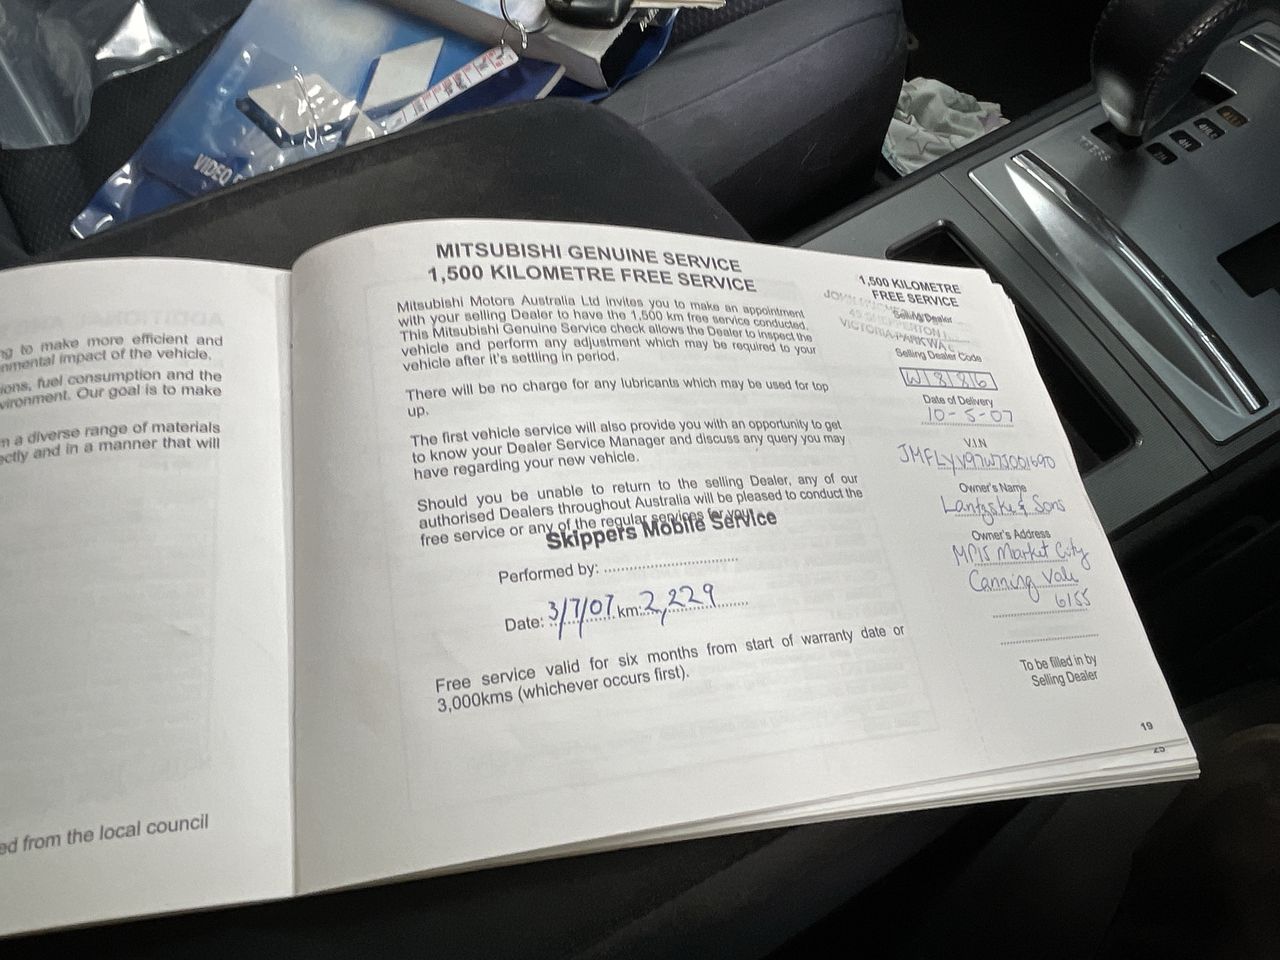 VIDEO
ng to make more efficient and
nmental impact of the vehicle.
ions, fuel consumption and the
vironment. Our goal is to make
n a diverse range of materials
ectly and in a manner that will
ed from the local council
MITSUBISHI GENUINE SERVICE
1,500 KILOMETRE FREE SERVICE
Mitsubishi Motors Australia Ltd invites you to make an appointment
with your selling Dealer to have the 1,500 km free service conducted.
This Mitsubishi Genuine Service check allows the Dealer to inspect the
vehicle and perform any adjustment which may be required to your
vehicle after it's settling in period.
There will be no charge for any lubricants which may be used for top
up.
The first vehicle service will also provide you with an opportunity to get
to know your Dealer Service Manager and discuss any query you may
have regarding your new vehicle.
Should you be unable to return to the selling Dealer, any of our
authorised Dealers throughout Australia will be pleased to conduct the
free service or any of the regular services for you.
Skippers Mobile Service
Performed by:
Date: 3/7/07 km: 2,229
Free service valid for six months from start of warranty date or
3,000kms (whichever occurs first).
1,500 KILOMETRE
FREE SERVICE
JOHN
Selling Dealer
VICTORIA PARK WA
Selling Dealer Code
W1886
Date of Delivery
10-5-07
V.I.N
Owner's Name
Lantzske & Sons
Owner's Address
MP15 Market City
Canning Vale
6155
To be filled in by
Selling Dealer
19
25